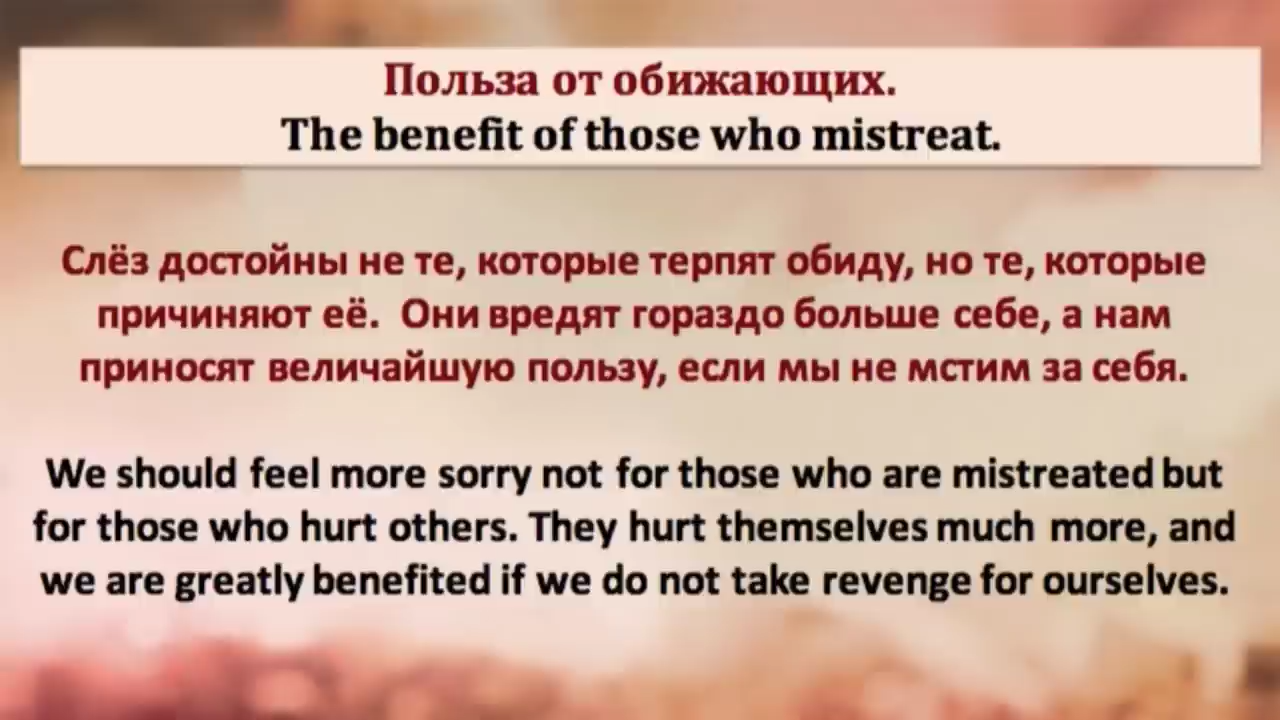 Польза от обижающих.
The benefit of those who mistreat.
Слёз достойны не те, которые терпят обиду, но те, которые
причиняют её. Они вредят гораздо больше себе, а нам
приносят величайшую пользу, если мы не мстим за себя.
We should feel more sorry not for those who are mistreated but
for those who hurt others. They hurt themselves much more, and
we are greatly benefited if we do not take revenge for ourselves.